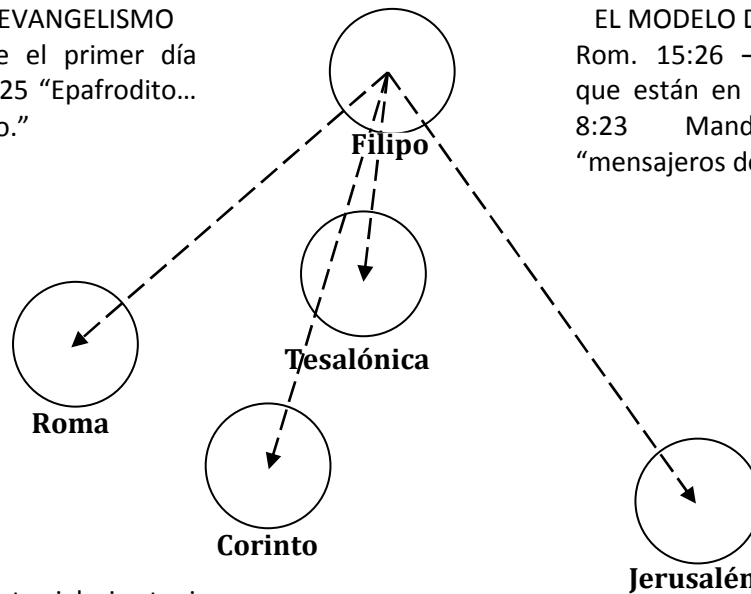 EVANGELISMO
el primer día
25 “Epafrodito…
EL MODELO
Rom. 15:26 –
que están en
8:23 Mand
“mensajeros de
Filipo
Tesalónica
Roma
Corinto
Jerusalén